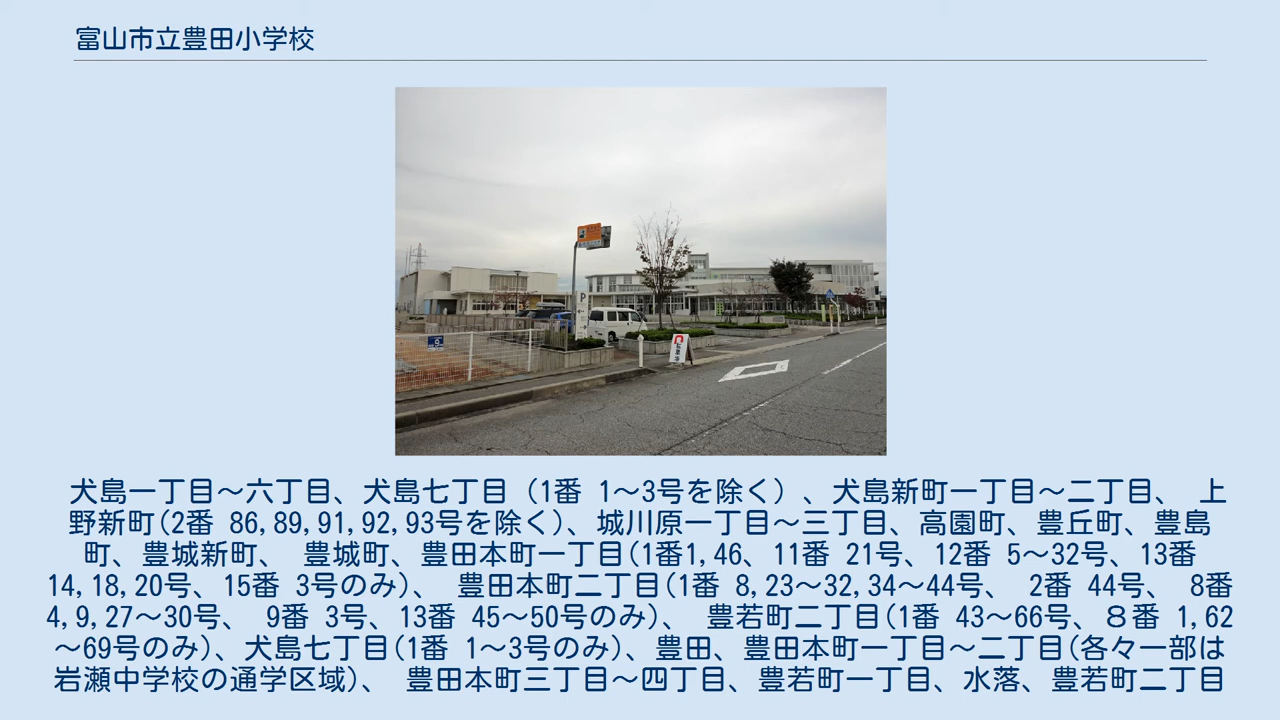 富山市立豊田小学校
P
犬島一丁目～六丁目、犬島七丁目（1番 1～3号を除く）、犬島新町一丁目～二丁目、 上
野新町(2番 86,89,91,92,93号を除く)、城川原一丁目～三丁目、高園町、豊丘町、豊島
町、豊城新町、 豊城町、豊田本町一丁目(1番1,46、11番 21号、12番 5～32号、13番
14,18,20号、15番 3号のみ)、 豊田本町二丁目(1番 8,23～32,34～44号、 2番 44号、 8番
4,9,27～30号、 9番 3号、13番 45～50号のみ)、 豊若町二丁目(1番 43～66号、８番 1,62
～69号のみ)、犬島七丁目(1番 1～3号のみ)、豊田、豊田本町一丁目～二丁目(各々一部は
岩瀬中学校の通学区域)、 豊田本町三丁目～四丁目、豊若町一丁目、水落、豊若町二丁目